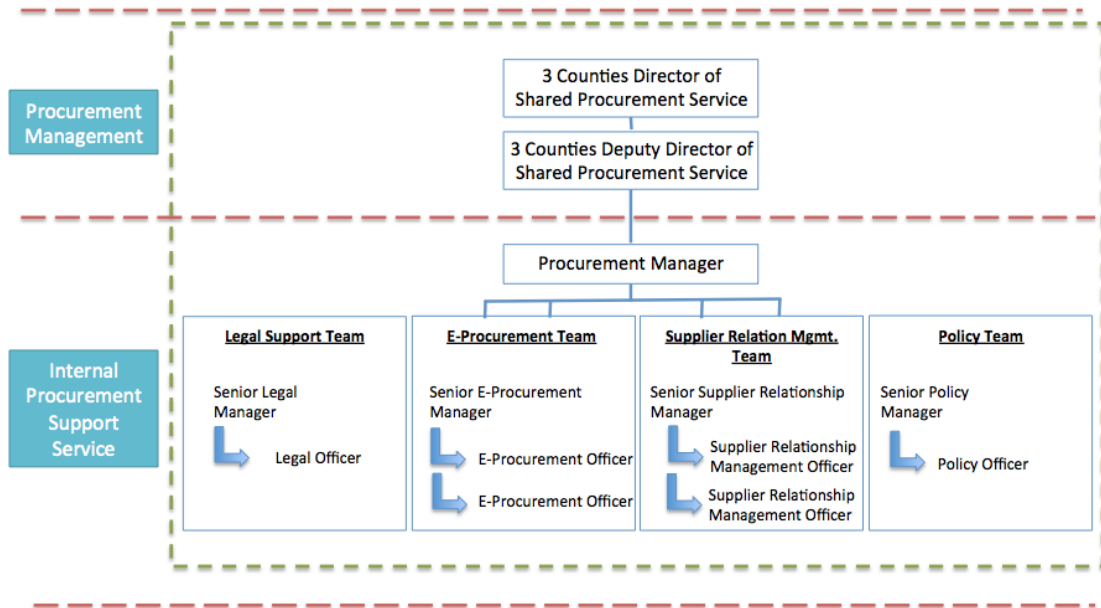 Procurement
Management
3 Counties Director of
Shared Procurement Service
3 Counties Deputy Director of
Shared Procurement Service
Internal
Procurement
Support
Service
Procurement Manager
Legal Support Team
Senior Legal
Manager
Legal Officer
E-Procurement Team
Senior E-Procurement
Manager
E-Procurement Officer
E-Procurement Officer
Supplier Relation Mgmt.
Team
Senior Supplier Relationship
Manager
Supplier Relationship
Management Officer
Supplier Relationship
Management Officer
Policy Team
Senior Policy
Manager
Policy Officer